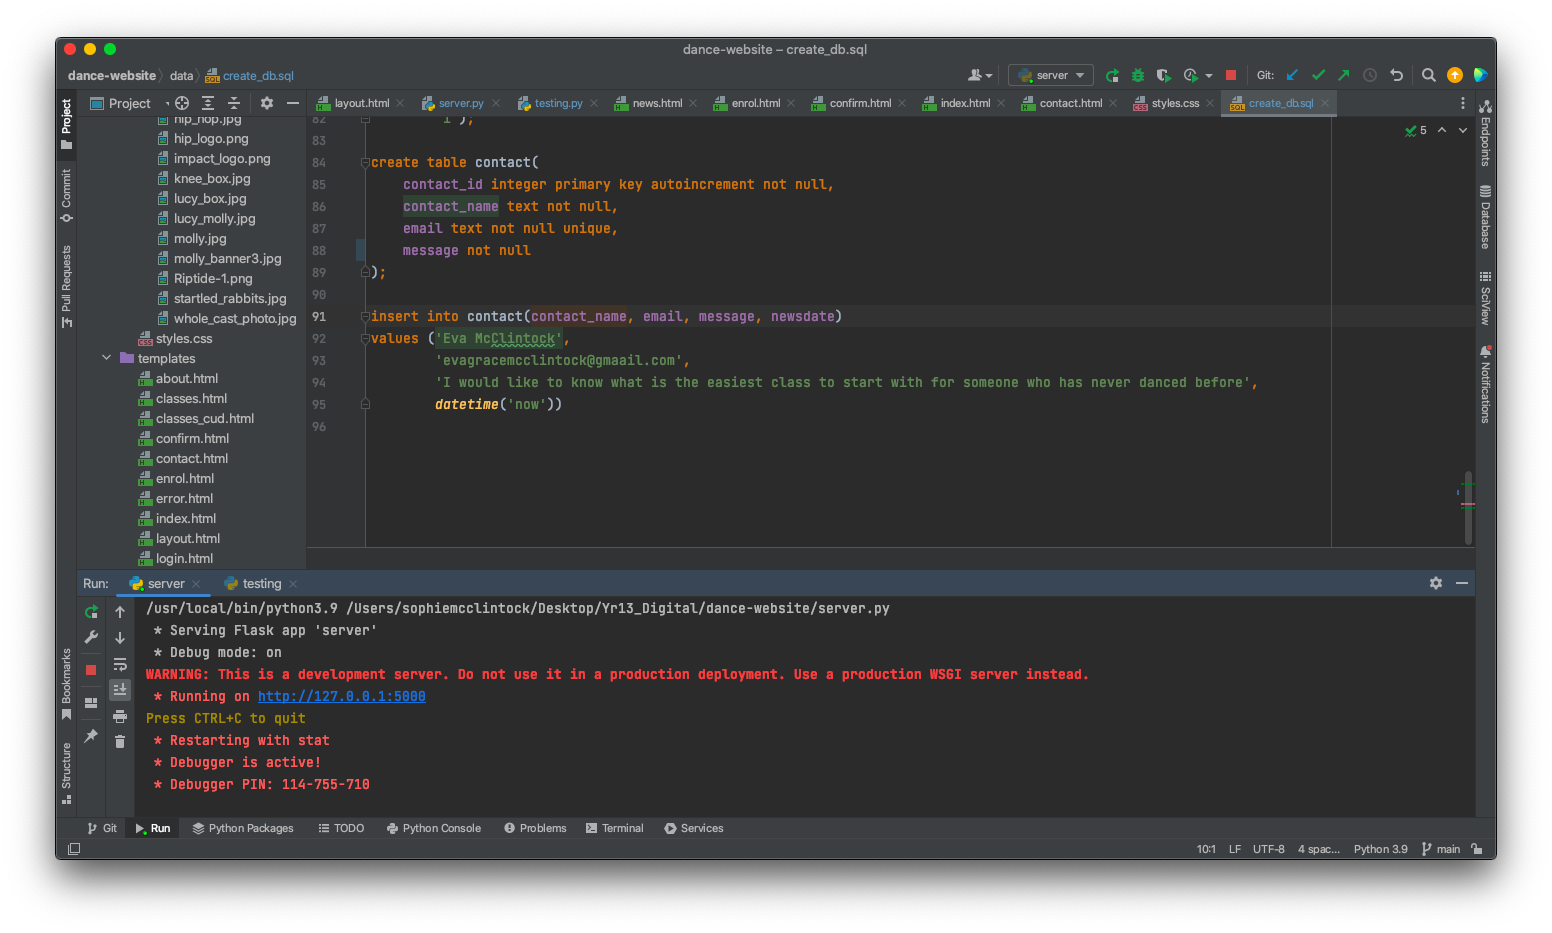 dance-website – create_db.sql
dance-website data create_db.sql
server Git:
Project
layout.html server.py testing.py news.html enrol.html confirm.html index.html contact.html styles.css create_db.sql
Project
Commit
Pull Requests
Bookmarks
Structure
hip_hop.jpg
hip_logo.png
impact_logo.png
knee_box.jpg
lucy_box.jpg
lucy_molly.jpg
molly.jpg
molly_banner3.jpg
Riptide-1.png
startled_rabbits.jpg
whole_cast_photo.jpg
styles.css
templates
about.html
classes.html
classes_cud.html
confirm.html
contact.html
enrol.html
error.html
index.html
layout.html
login.html
5
82 1');
83
84 create table contact(
85 contact_id integer primary key autoincrement not null,
86 contact_name text not null,
87 email text not null unique,
88 message not null
89 );
90
91 insert into contact(contact_name, email, message, newsdate)
92 values ('Eva McClintock',
93 'evagracemcclintock@gmaail.com',
94 'I would like to know what is the easiest class to start with for someone who has never danced before',
95 datetime('now'))
96
Endpoints
Database
SciView
Notifications
Run: server testing
/usr/local/bin/python3.9 /Users/sophiemcclintock/Desktop/Yr13_Digital/dance-website/server.py
* Serving Flask app 'server'
* Debug mode: on
WARNING: This is a development server. Do not use it in a production deployment. Use a production WSGI server instead.
* Running on http://127.0.0.1:5000
Press CTRL+C to quit
* Restarting with stat
* Debugger is active!
* Debugger PIN: 114-755-710
Git Run Python Packages TODO Python Console Problems Terminal Services
10:1 LF UTF-8 4 spac... Python 3.9 main